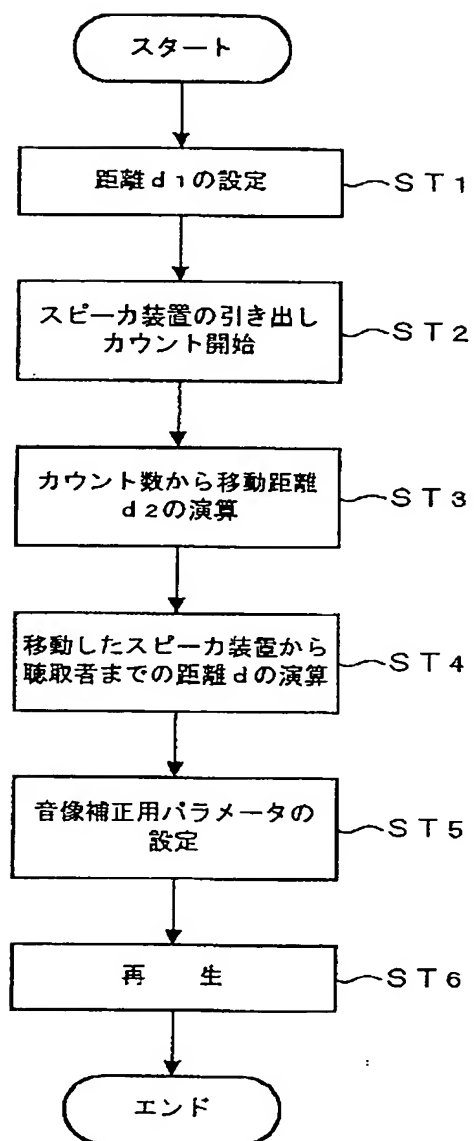 スタート
距離d1の設定 ST1
スピーカ装置の引き出し
カウント開始 ST2
カウント数から移動距離
d2の演算 ST3
移動したスピーカ装置から
聴取者までの距離dの演算 ST4
音像補正用パラメータの
設定 ST5
再 生 ST6
エンド